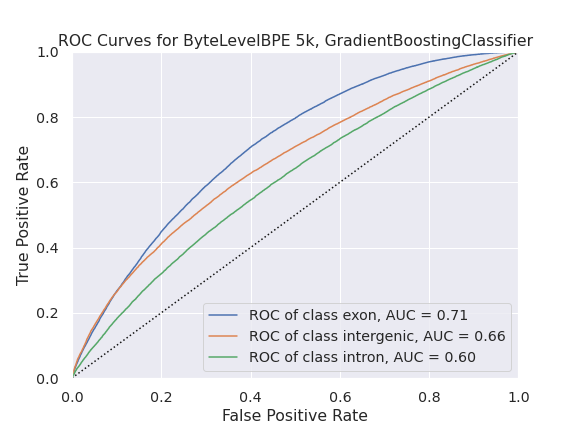 ROC Curves for ByteLevelBPE 5k, GradientBoostingClassifier
1.0
0.8
0.6
0.4
0.2
0.0
True Positive Rate
ROC of class exon, AUC = 0.71
ROC of class intergenic, AUC = 0.66
ROC of class intron, AUC = 0.60
0.0 0.2 0.4 0.6 0.8 1.0
False Positive Rate